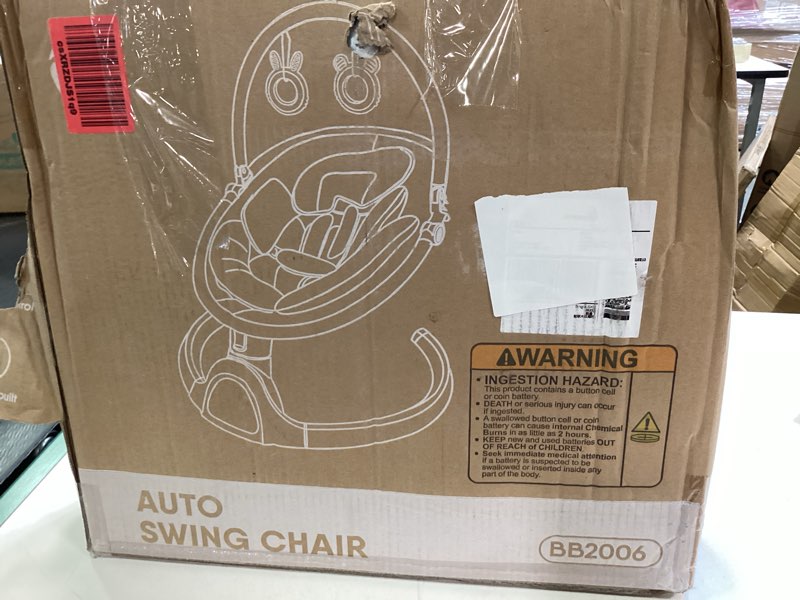 csXRZDJS1q9
⚠WARNING
• INGESTION HAZARD:
This product contains a button cell
or coin battery.
• DEATH or serious injury can occur
if ingested.
• A swallowed button cell or coin
battery can cause internal Chemical
Burns in as little as 2 hours.
• KEEP new and used batteries OUT
OF REACH of CHILDREN.
• Seek immediate medical attention
if a battery is suspected to be
swallowed or inserted inside any
part of the body.
AUTO
SWING CHAIR
BB2006